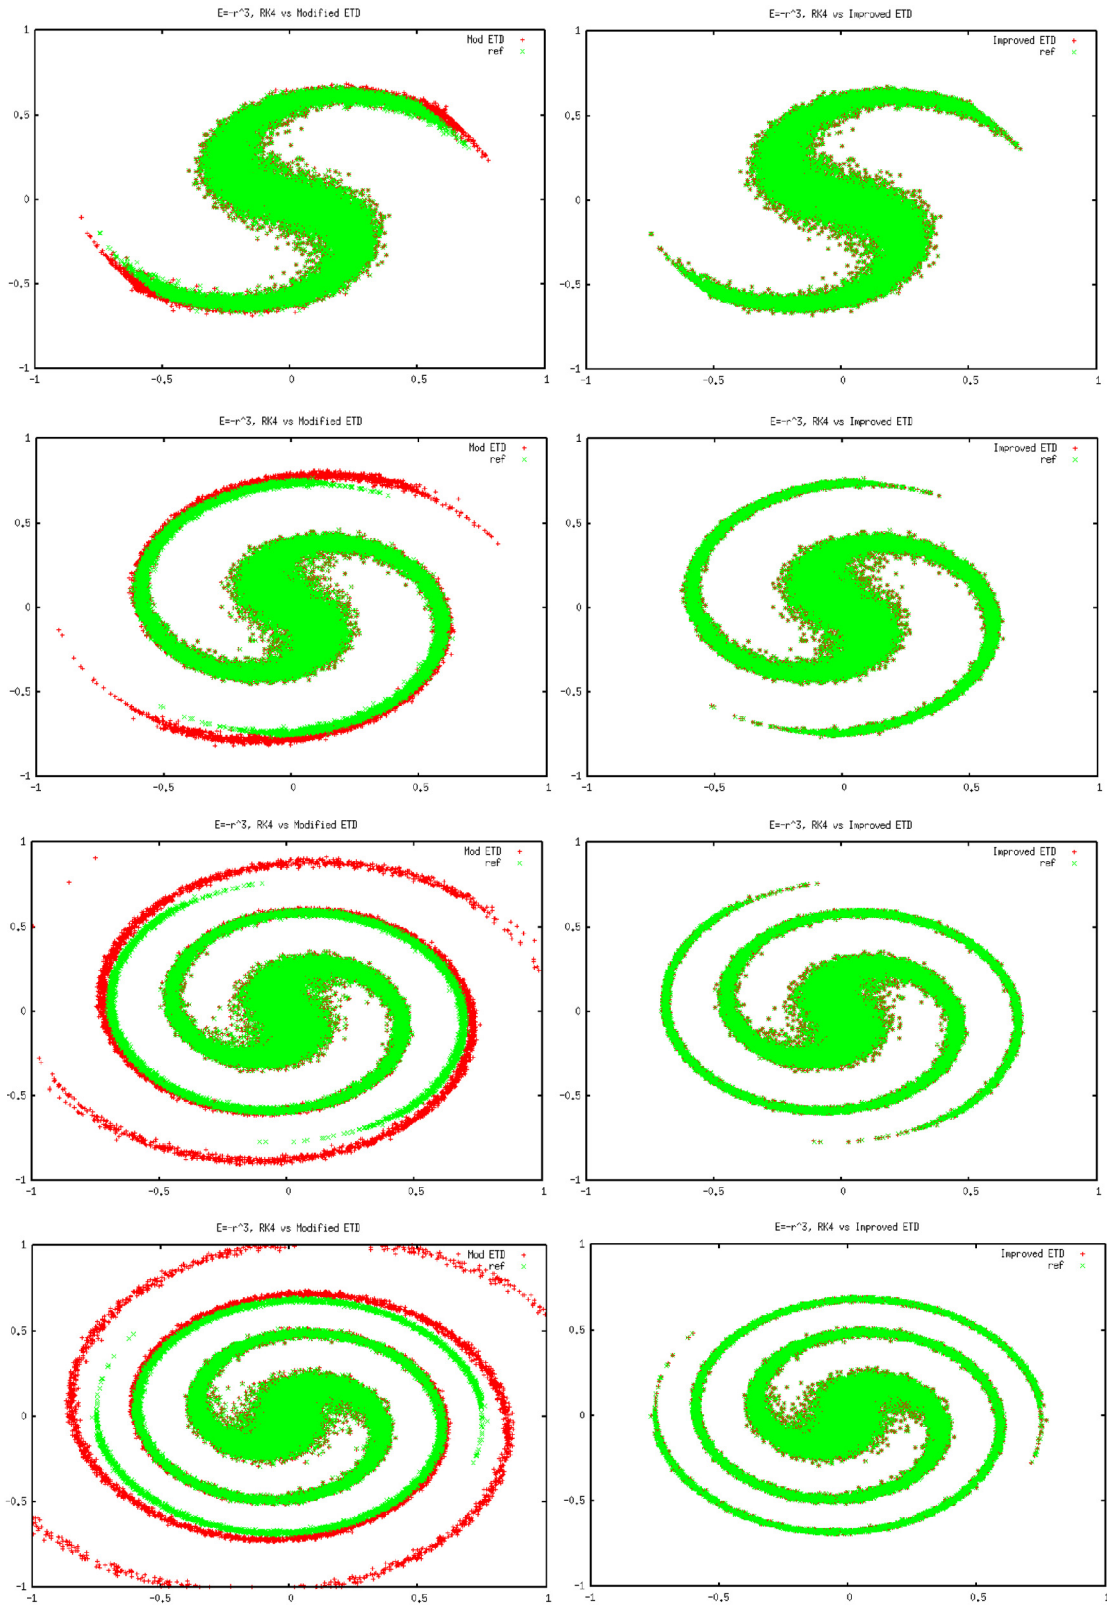 E=-r^3, RK4 vs Modified ETD
E=-r^3, RK4 vs Improved ETD
1
Mod ETD +
ref ×
1
Improved ETD +
ref ×
0.5
0.5
0
0
-0.5
-0.5
-1
-1
-1 -0.5 0 0.5 1
-1 -0.5 0 0.5 1
E=-r^3, RK4 vs Modified ETD
E=-r^3, RK4 vs Improved ETD
1
Mod ETD +
ref ×
1
Improved ETD +
ref ×
0.5
0.5
0
0
-0.5
-0.5
-1
-1
-1 -0.5 0 0.5 1
-1 -0.5 0 0.5 1
E=-r^3, RK4 vs Modified ETD
E=-r^3, RK4 vs Improved ETD
1
Mod ETD +
ref ×
1
Improved ETD +
ref ×
0.5
0.5
0
0
-0.5
-0.5
-1
-1
-1 -0.5 0 0.5 1
-1 -0.5 0 0.5 1
E=-r^3, RK4 vs Modified ETD
E=-r^3, RK4 vs Improved ETD
1
Mod ETD +
ref ×
1
Improved ETD +
ref ×
0.5
0.5
0
0
-0.5
-0.5
-1
-1
-1 -0.5 0 0.5 1
-1 -0.5 0 0.5 1